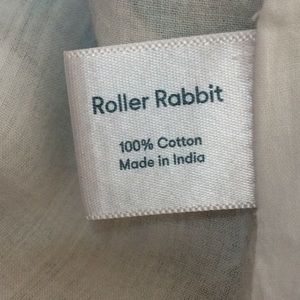 Roller Rabbit
100% Cotton
Made in India